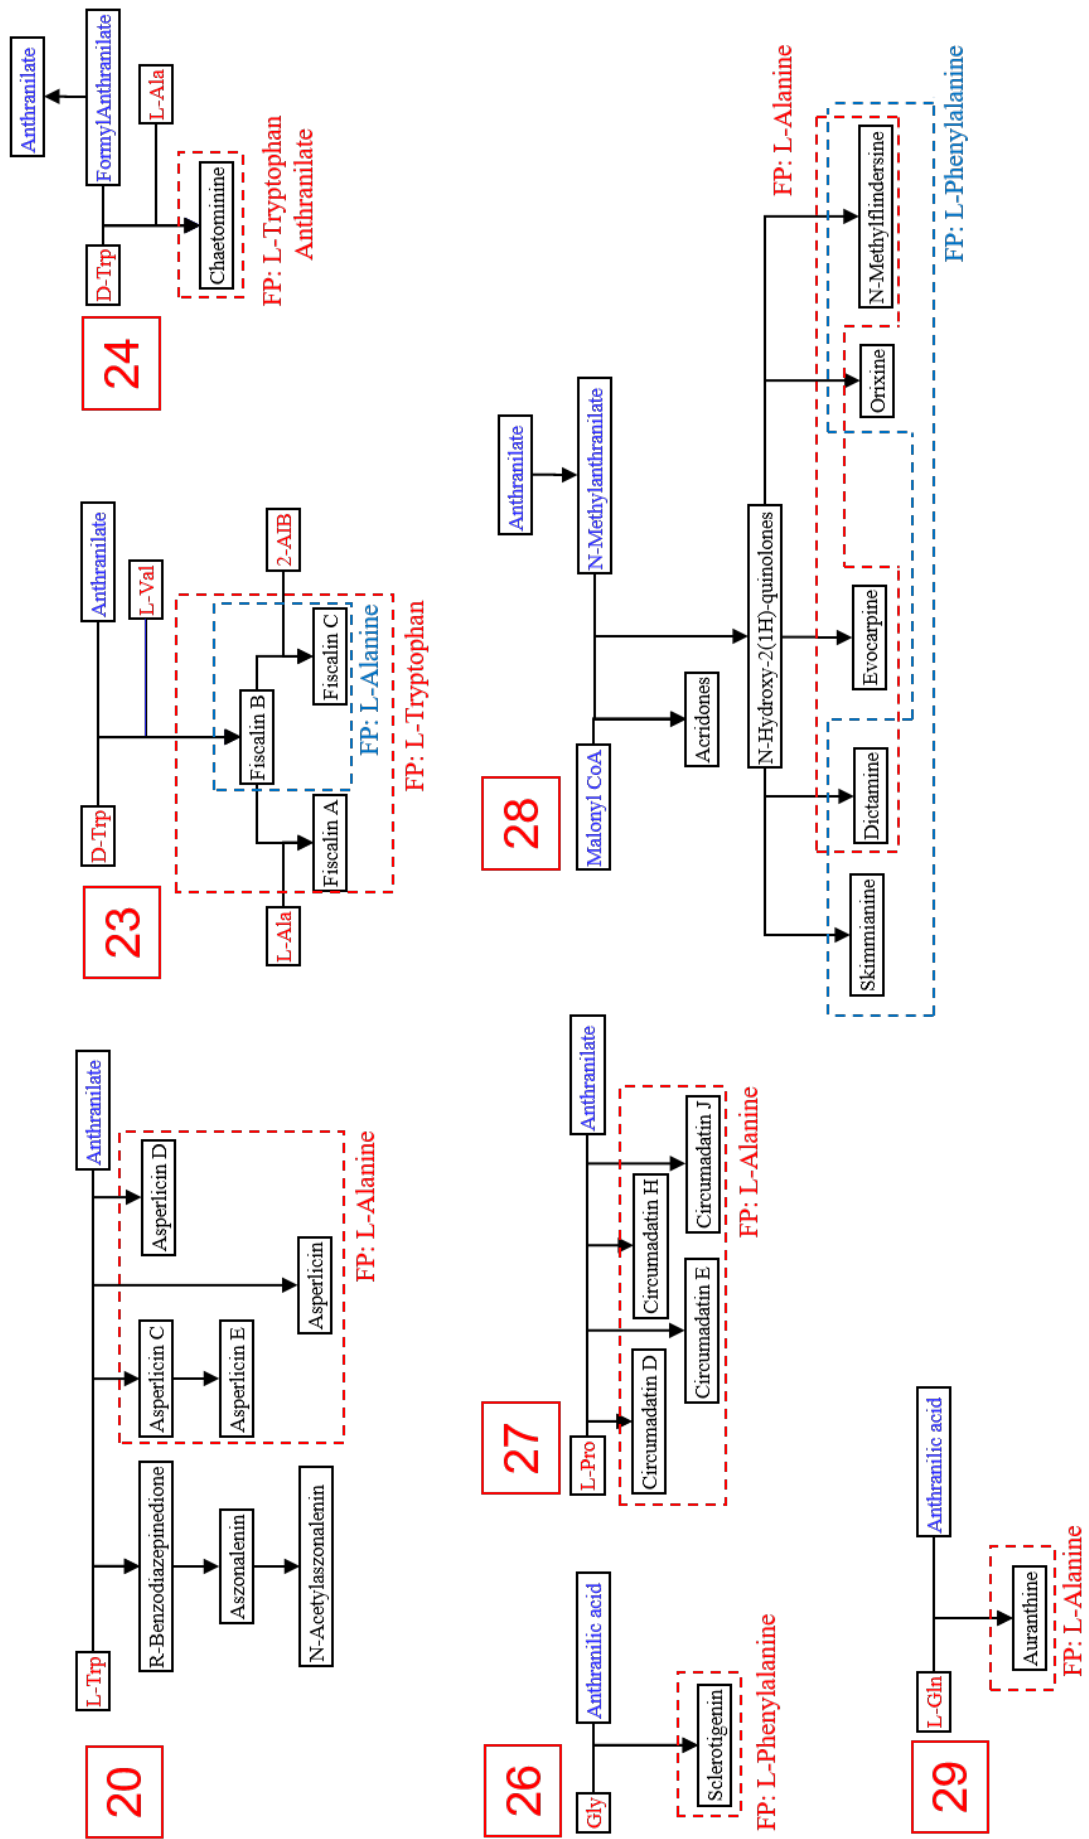 20
L-Trp
Anthranilate
R-Benzodiazepinedione
Asperlicin C
Asperlicin D
Aszonalenin
Asperlicin E
N-Acetylaszonalenin
Asperlicin
FP: L-Alanine
23
D-Trp
Anthranilate
L-Val
Fiscalin B
L-Ala
2-AIB
Fiscalin A
Fiscalin C
FP: L-Alanine
FP: L-Tryptophan
24
Anthranilate
D-Trp
FormylAnthranilate
L-Ala
Chaetominine
FP: L-Tryptophan
Anthranilate
26
Gly
Anthranilic acid
Sclerotigenin
FP: L-Phenylalanine
27
L-Pro
Anthranilate
Circumadatin D
Circumadatin H
Circumadatin E
Circumadatin J
FP: L-Alanine
28
Anthranilate
Malonyl CoA
N-Methylanthranilate
Acridones
N-Hydroxy-2(1H)-quinolones
FP: L-Alanine
Skimmianine
Dictamine
Evocarpine
Orixine
N-Methylflindersine
FP: L-Phenylalanine
29
L-Gln
Anthranilic acid
Auranthine
FP: L-Alanine